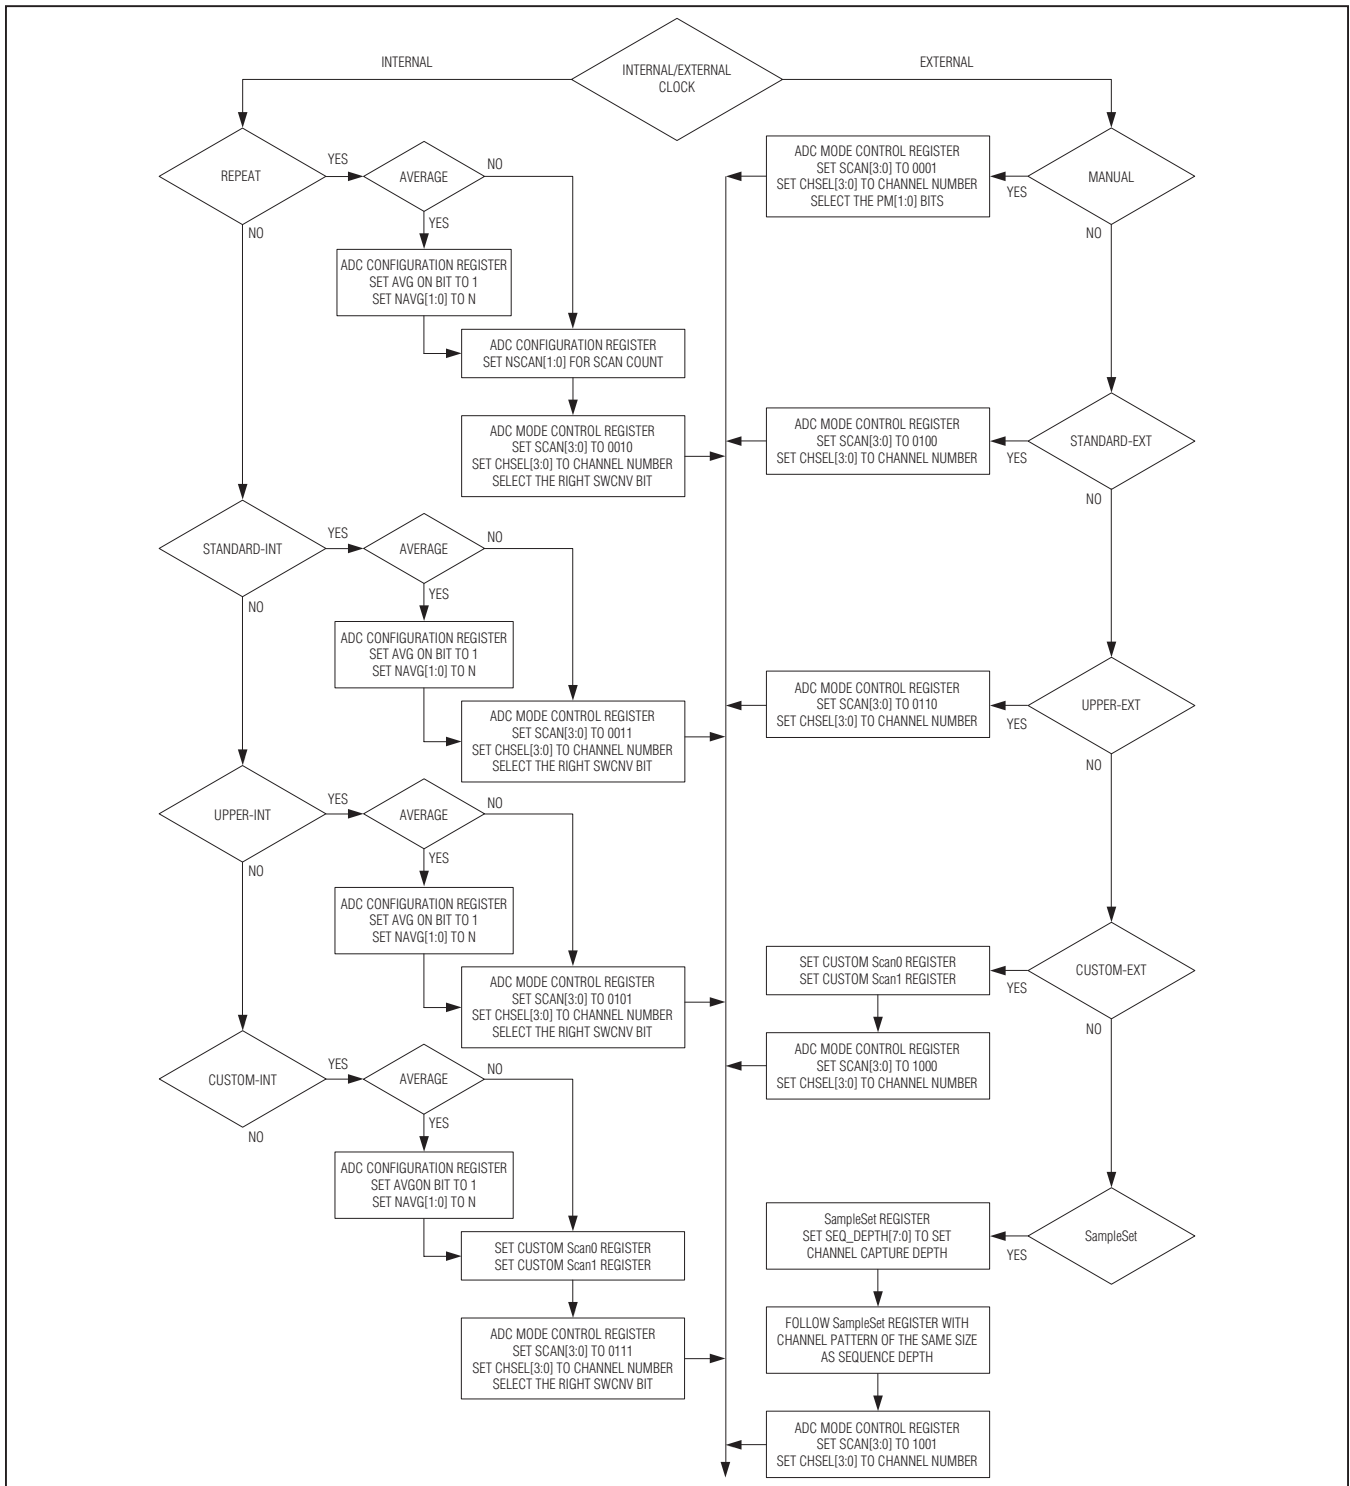 INTERNAL/EXTERNAL
CLOCK
INTERNAL
EXTERNAL
REPEAT
YES
NO
AVERAGE
NO
YES
ADC CONFIGURATION REGISTER
SET AVG ON BIT TO 1
SET NAVG[1:0] TO N
ADC CONFIGURATION REGISTER
SET NSCAN[1:0] FOR SCAN COUNT
ADC MODE CONTROL REGISTER
SET SCAN[3:0] TO 0010
SET CHSEL[3:0] TO CHANNEL NUMBER
SELECT THE RIGHT SWCNV BIT
STANDARD-INT
YES
NO
AVERAGE
NO
YES
ADC CONFIGURATION REGISTER
SET AVG ON BIT TO 1
SET NAVG[1:0] TO N
ADC MODE CONTROL REGISTER
SET SCAN[3:0] TO 0011
SET CHSEL[3:0] TO CHANNEL NUMBER
SELECT THE RIGHT SWCNV BIT
UPPER-INT
YES
NO
AVERAGE
NO
YES
ADC CONFIGURATION REGISTER
SET AVG ON BIT TO 1
SET NAVG[1:0] TO N
ADC MODE CONTROL REGISTER
SET SCAN[3:0] TO 0101
SET CHSEL[3:0] TO CHANNEL NUMBER
SELECT THE RIGHT SWCNV BIT
CUSTOM-INT
YES
NO
AVERAGE
NO
YES
ADC CONFIGURATION REGISTER
SET AVGON BIT TO 1
SET NAVG[1:0] TO N
SET CUSTOM Scan0 REGISTER
SET CUSTOM Scan1 REGISTER
ADC MODE CONTROL REGISTER
SET SCAN[3:0] TO 0111
SET CHSEL[3:0] TO CHANNEL NUMBER
SELECT THE RIGHT SWCNV BIT
MANUAL
YES
NO
ADC MODE CONTROL REGISTER
SET SCAN[3:0] TO 0001
SET CHSEL[3:0] TO CHANNEL NUMBER
SELECT THE PM[1:0] BITS
STANDARD-EXT
YES
NO
ADC MODE CONTROL REGISTER
SET SCAN[3:0] TO 0100
SET CHSEL[3:0] TO CHANNEL NUMBER
UPPER-EXT
YES
NO
ADC MODE CONTROL REGISTER
SET SCAN[3:0] TO 0110
SET CHSEL[3:0] TO CHANNEL NUMBER
CUSTOM-EXT
YES
NO
SET CUSTOM Scan0 REGISTER
SET CUSTOM Scan1 REGISTER
ADC MODE CONTROL REGISTER
SET SCAN[3:0] TO 1000
SET CHSEL[3:0] TO CHANNEL NUMBER
SampleSet
YES
SampleSet REGISTER
SET SEQ_DEPTH[7:0] TO SET
CHANNEL CAPTURE DEPTH
FOLLOW SampleSet REGISTER WITH
CHANNEL PATTERN OF THE SAME SIZE
AS SEQUENCE DEPTH
ADC MODE CONTROL REGISTER
SET SCAN[3:0] TO 1001
SET CHSEL[3:0] TO CHANNEL NUMBER